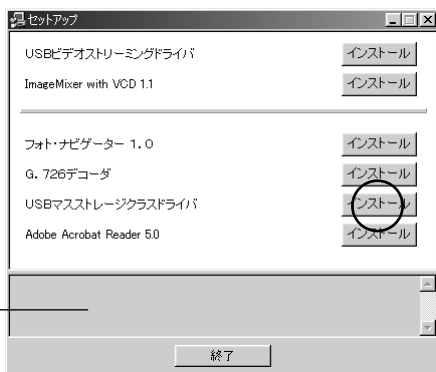 セットアップ
USBビデオストリーミングドライバ インストール
ImageMixer with VCD 1.1 インストール
フォト・ナビゲーター 1.0 インストール
G. 726デコーダ インストール
USBマスストレージクラスドライバ インストール
Adobe Acrobat Reader 5.0 インストール
終了